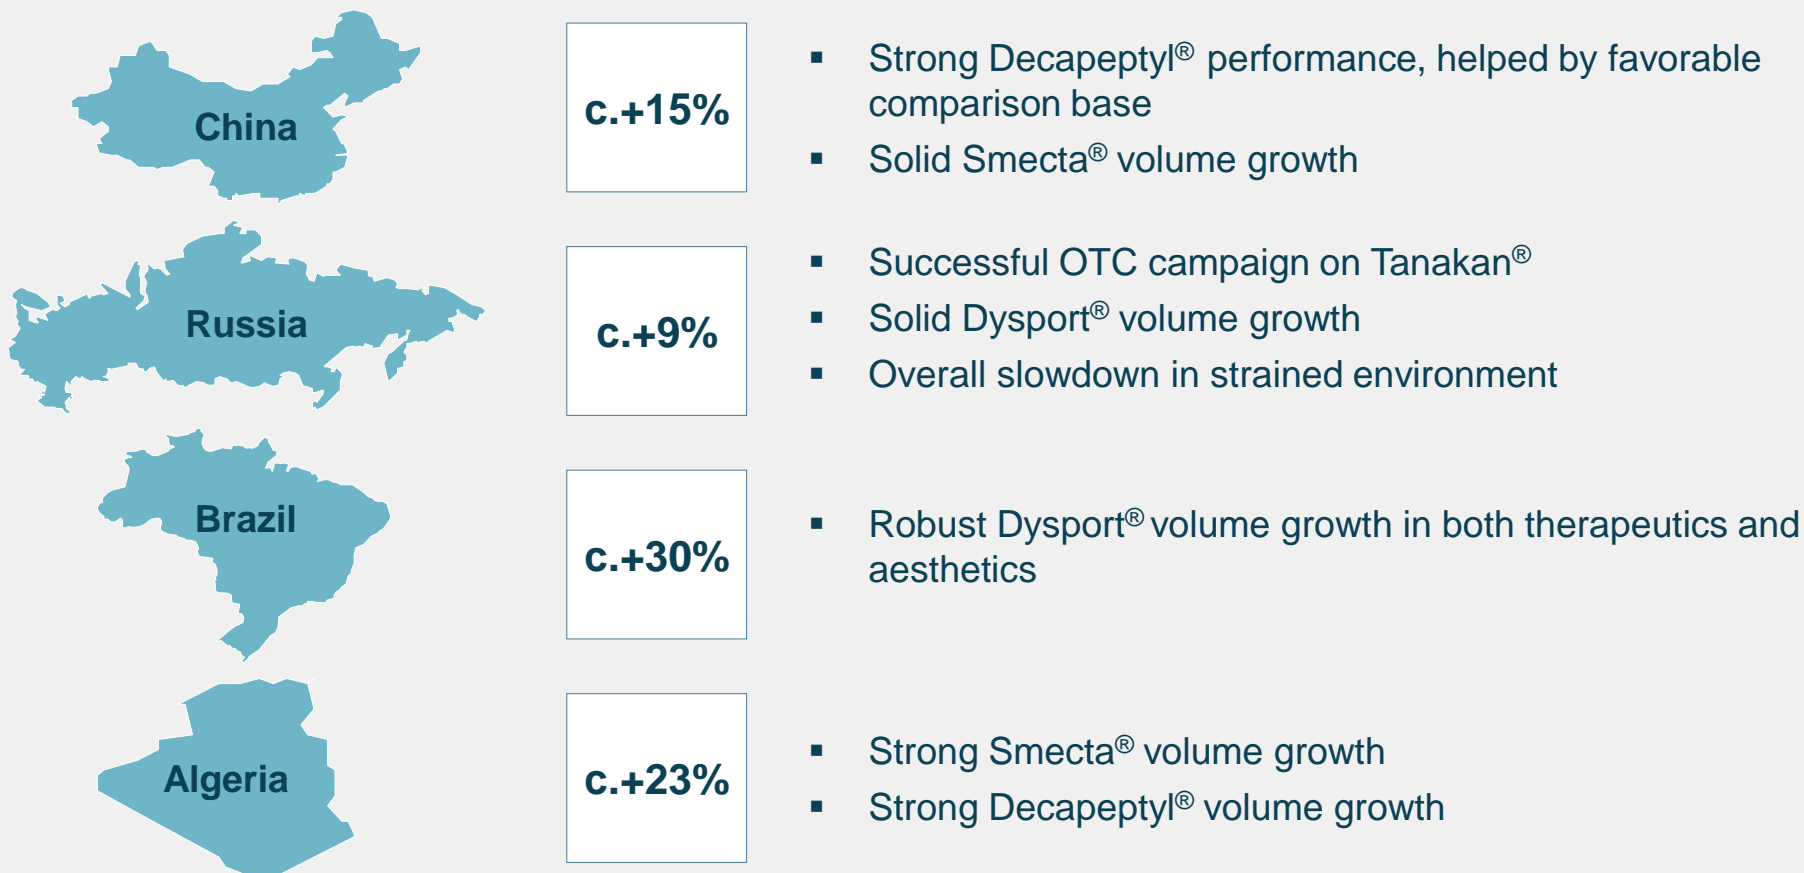 China
c.+15%
▪ Strong Decapeptyl® performance, helped by favorable
comparison base
▪ Solid Smecta® volume growth
Russia
c.+9%
▪ Successful OTC campaign on Tanakan®
▪ Solid Dysport® volume growth
▪ Overall slowdown in strained environment
Brazil
c.+30%
▪ Robust Dysport® volume growth in both therapeutics and
aesthetics
Algeria
c.+23%
▪ Strong Smecta® volume growth
▪ Strong Decapeptyl® volume growth